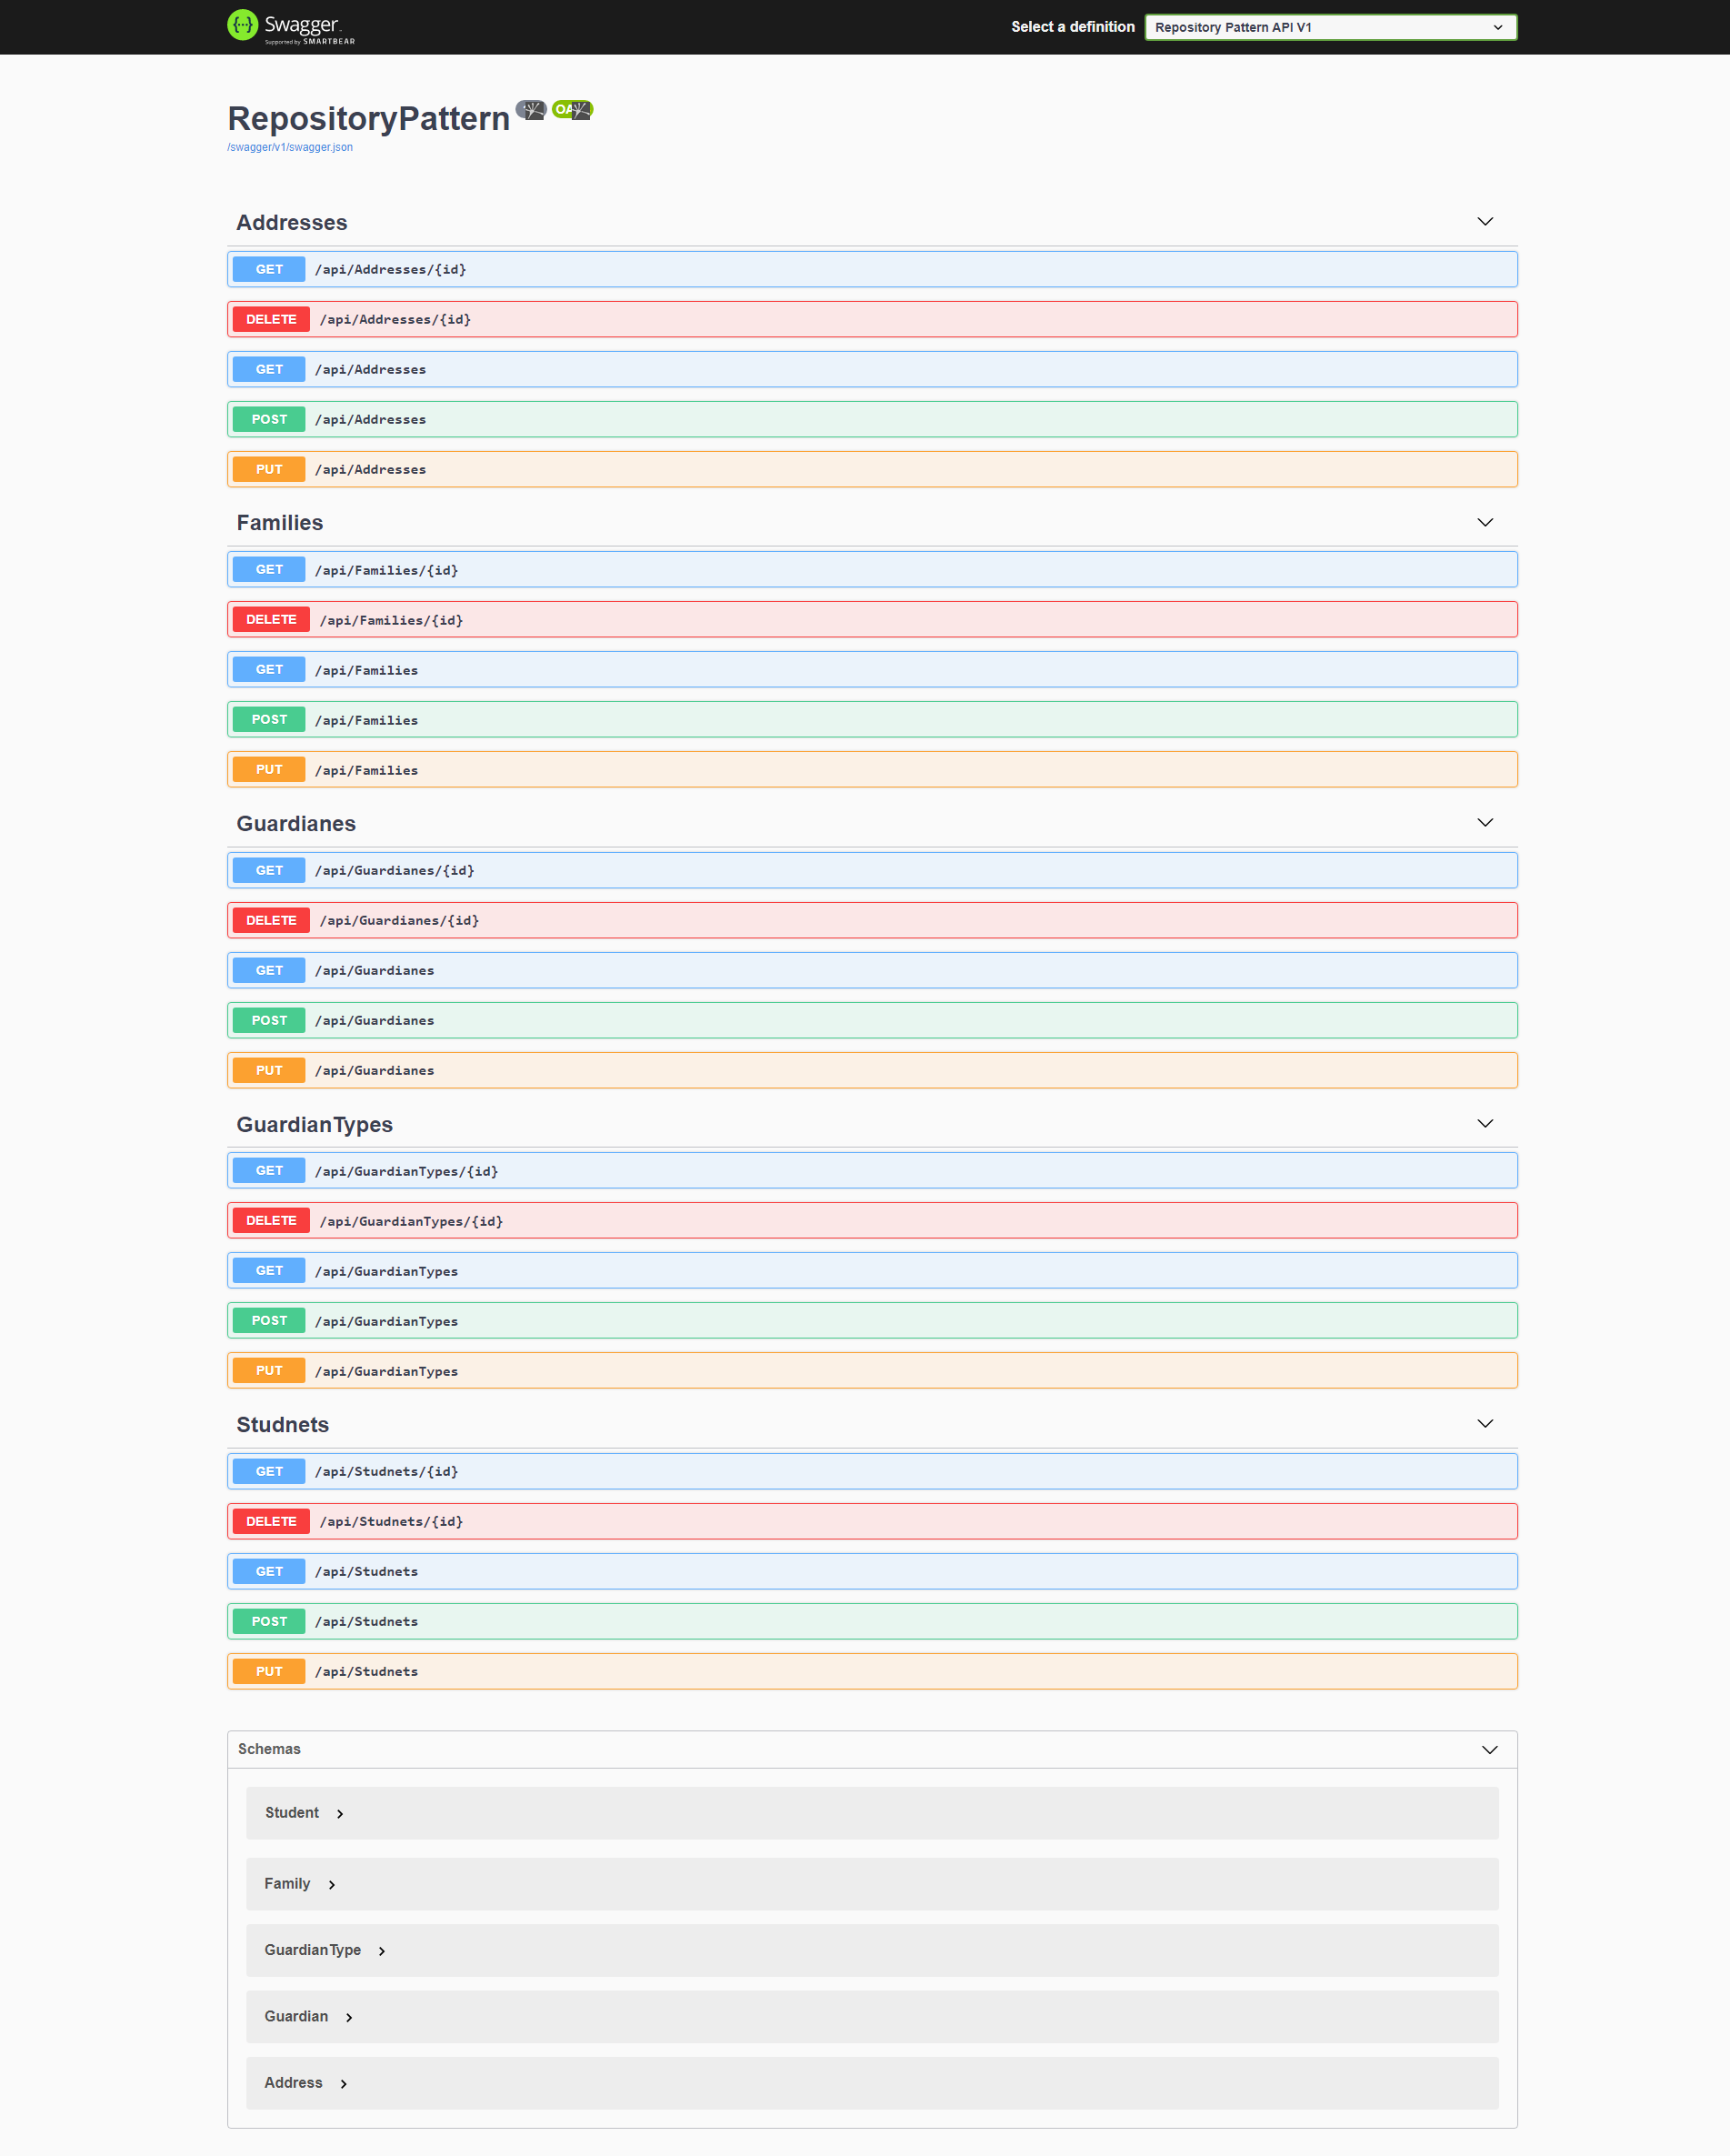 Swagger
Supported by SMARTBEAR
Select a definition
Repository Pattern API V1
RepositoryPattern
/swagger/v1/swagger.json
Addresses
GET /api/Addresses/{id}
DELETE /api/Addresses/{id}
GET /api/Addresses
POST /api/Addresses
PUT /api/Addresses
Families
GET /api/Families/{id}
DELETE /api/Families/{id}
GET /api/Families
POST /api/Families
PUT /api/Families
Guardianes
GET /api/Guardianes/{id}
DELETE /api/Guardianes/{id}
GET /api/Guardianes
POST /api/Guardianes
PUT /api/Guardianes
GuardianTypes
GET /api/GuardianTypes/{id}
DELETE /api/GuardianTypes/{id}
GET /api/GuardianTypes
POST /api/GuardianTypes
PUT /api/GuardianTypes
Studnets
GET /api/Studnets/{id}
DELETE /api/Studnets/{id}
GET /api/Studnets
POST /api/Studnets
PUT /api/Studnets
Schemas
Student
Family
GuardianType
Guardian
Address